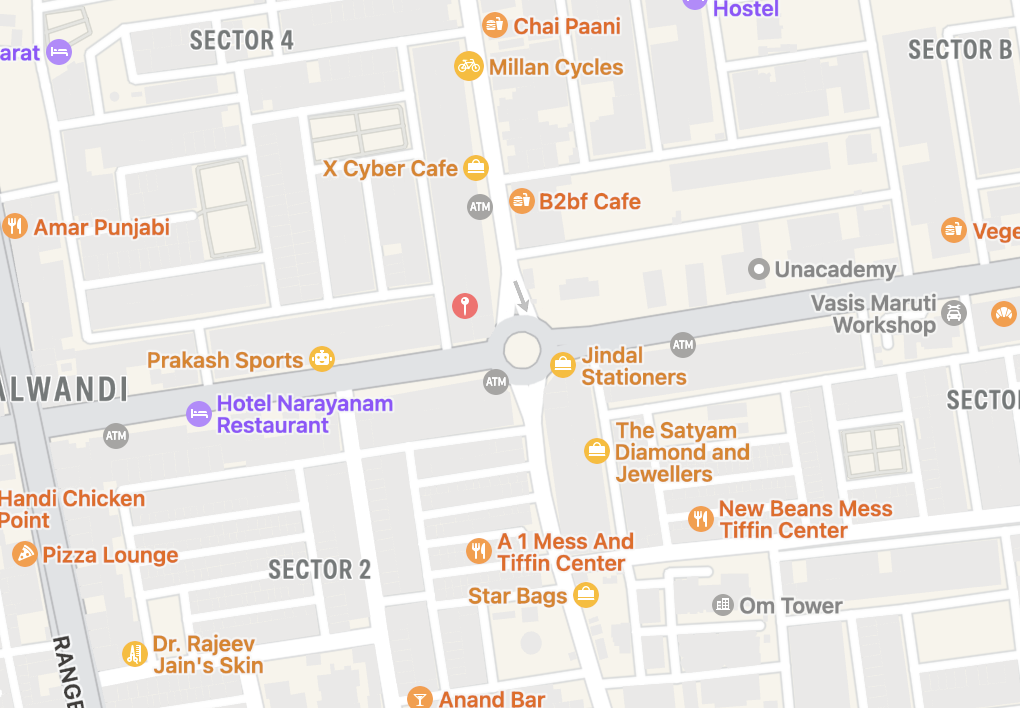 Chai Paani
Hostel
SECTOR 4
SECTOR B
arat
Millan Cycles
X Cyber Cafe
ATM
B2bf Cafe
Amar Punjabi
Vege
Unacademy
Vasis Maruti
Workshop
Prakash Sports
ATM
Jindal
Stationers
ATM
ALWANDI
Hotel Narayanam
Restaurant
SECTO
ATM
The Satyam
Diamond and
Jewellers
Handi Chicken
Point
New Beans Mess
Tiffin Center
Pizza Lounge
A 1 Mess And
Tiffin Center
SECTOR 2
Star Bags
Om Tower
Dr. Rajeev
Jain's Skin
RANGB
Anand Bar